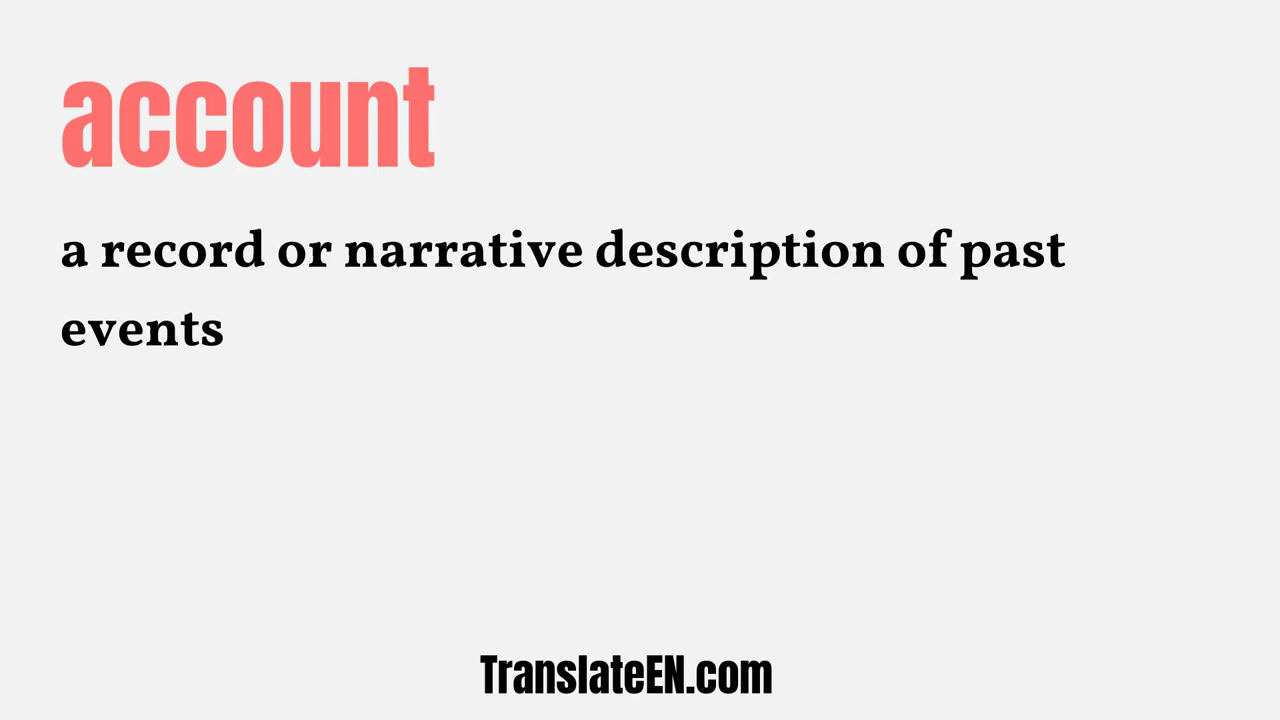 account
a record or narrative description of past
events
TranslateEN.com